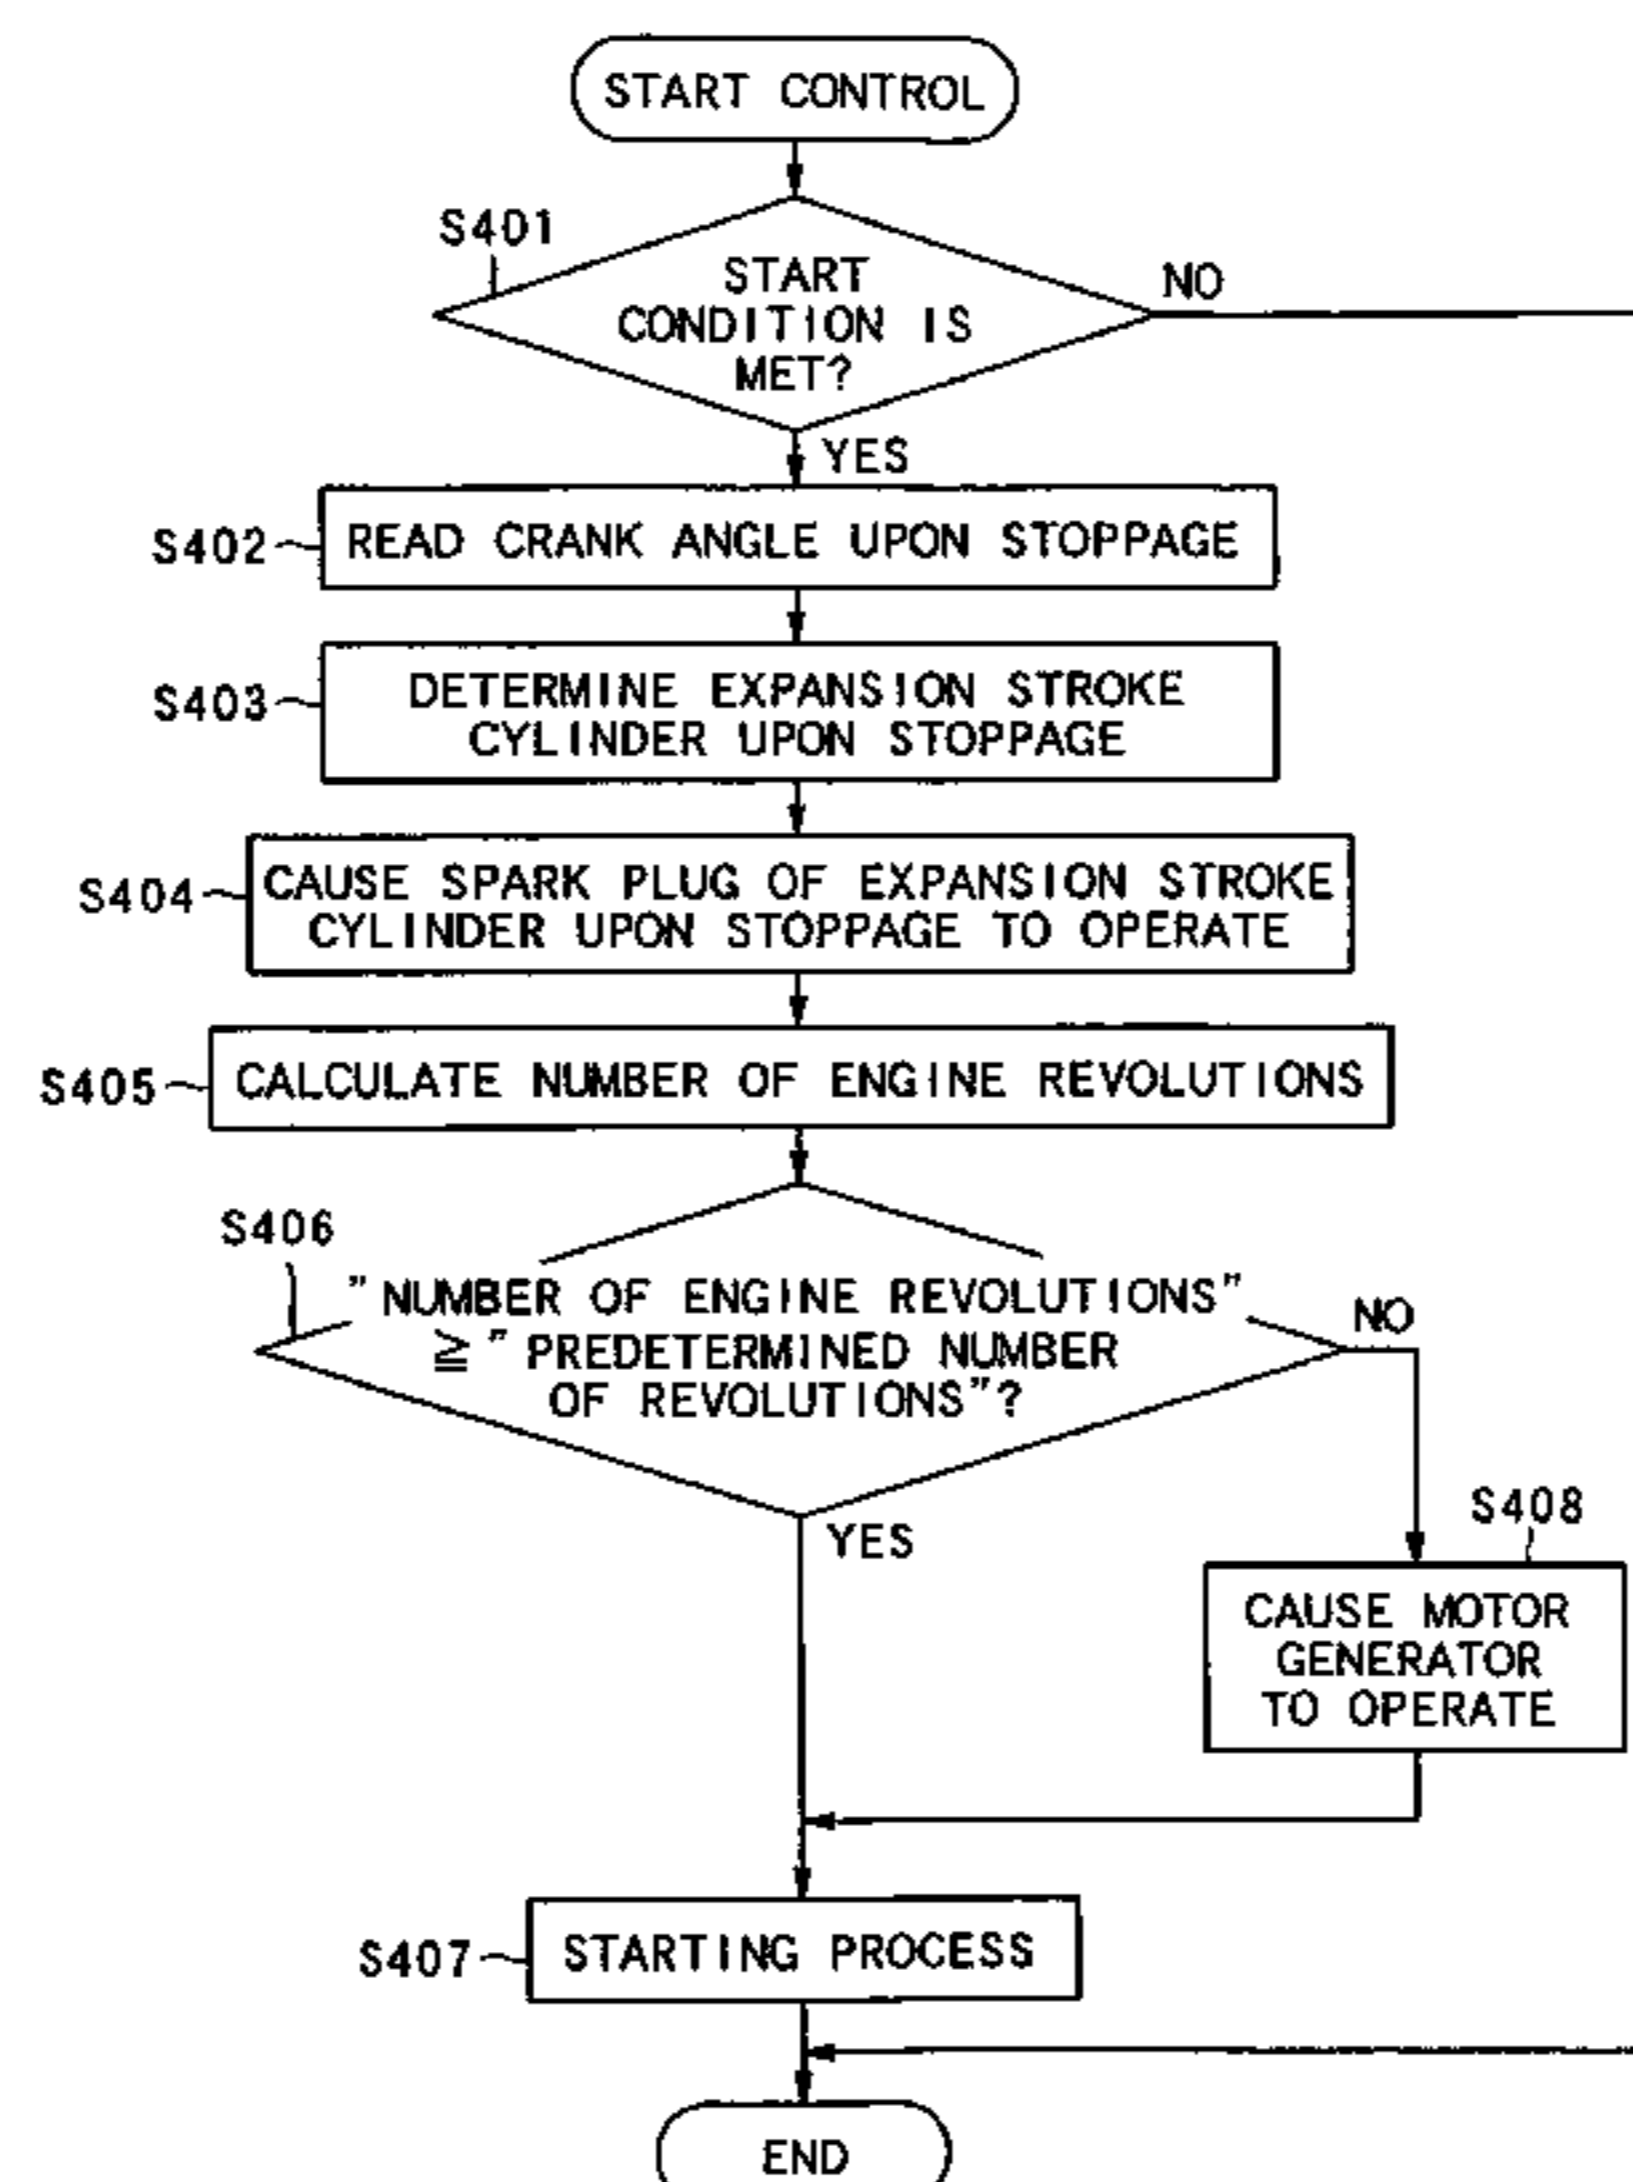 START CONTROL
S401
START
CONDITION IS
MET?
NO
YES
S402
READ CRANK ANGLE UPON STOPPAGE
S403
DETERMINE EXPANSION STROKE
CYLINDER UPON STOPPAGE
S404
CAUSE SPARK PLUG OF EXPANSION STROKE
CYLINDER UPON STOPPAGE TO OPERATE
S405
CALCULATE NUMBER OF ENGINE REVOLUTIONS
S406
"NUMBER OF ENGINE REVOLUTIONS"
≧"PREDETERMINED NUMBER
OF REVOLUTIONS"?
NO
YES
S408
CAUSE MOTOR
GENERATOR
TO OPERATE
S407
STARTING PROCESS
END